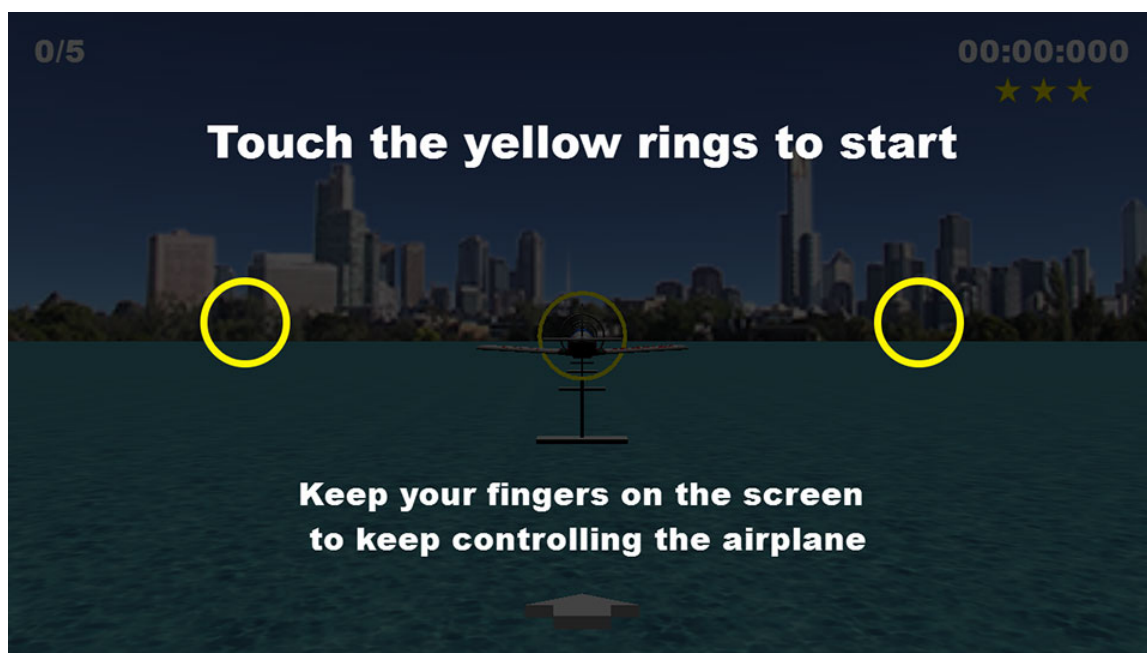 0/5
00:00:000
Touch the yellow rings to start
Keep your fingers on the screen
to keep controlling the airplane